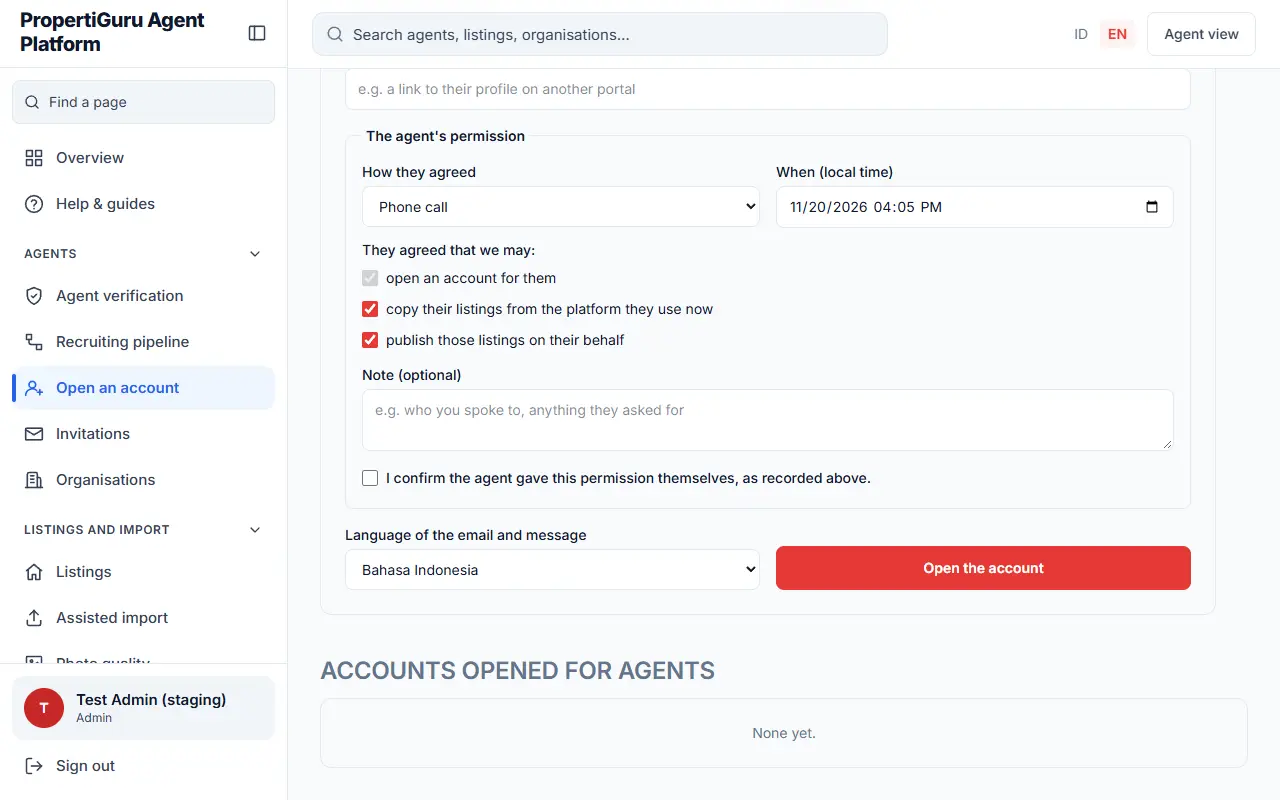 PropertiGuru Agent
Platform
Search agents, listings, organisations...
ID
EN
Agent view
Find a page
Overview
Help & guides
AGENTS
Agent verification
Recruiting pipeline
Open an account
Invitations
Organisations
LISTINGS AND IMPORT
Listings
Assisted import
Photo quality
T
Test Admin (staging)
Admin
Sign out
e.g. a link to their profile on another portal
The agent's permission
How they agreed
When (local time)
Phone call
11/20/2026 04:05 PM
They agreed that we may:
open an account for them
copy their listings from the platform they use now
publish those listings on their behalf
Note (optional)
e.g. who you spoke to, anything they asked for
I confirm the agent gave this permission themselves, as recorded above.
Language of the email and message
Bahasa Indonesia
Open the account
ACCOUNTS OPENED FOR AGENTS
None yet.